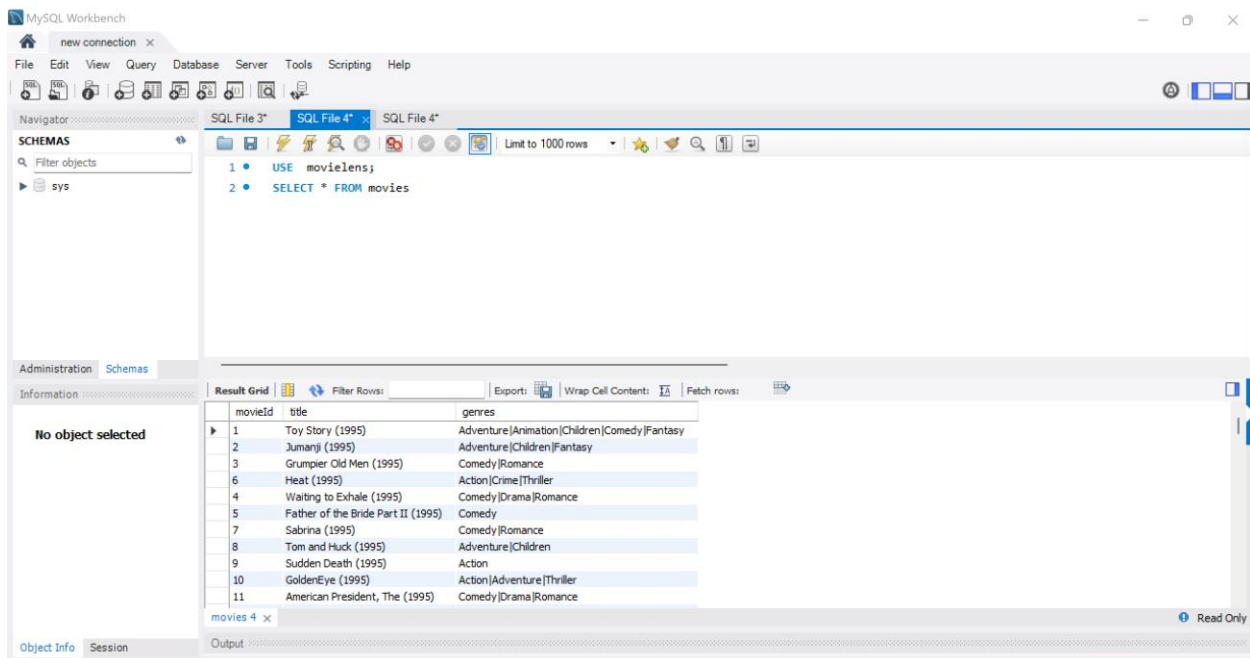 MySQL Workbench
new connection
File Edit View Query Database Server Tools Scripting Help
Navigator
SCHEMAS
Filter objects
sys
Administration Schemas
Information
No object selected
Object Info Session
SQL File 3* SQL File 4* SQL File 4*
Limit to 1000 rows
1 USE movielens;
2 SELECT * FROM movies
Result Grid Filter Rows: Export: Wrap Cell Content: Fetch rows:
movieId title genres
1 Toy Story (1995) Adventure|Animation|Children|Comedy|Fantasy
2 Jumanji (1995) Adventure|Children|Fantasy
3 Grumpier Old Men (1995) Comedy|Romance
6 Heat (1995) Action|Crime|Thriller
4 Waiting to Exhale (1995) Comedy|Drama|Romance
5 Father of the Bride Part II (1995) Comedy
7 Sabrina (1995) Comedy|Romance
8 Tom and Huck (1995) Adventure|Children
9 Sudden Death (1995) Action
10 GoldenEye (1995) Action|Adventure|Thriller
11 American President, The (1995) Comedy|Drama|Romance
movies 4 Read Only
Output